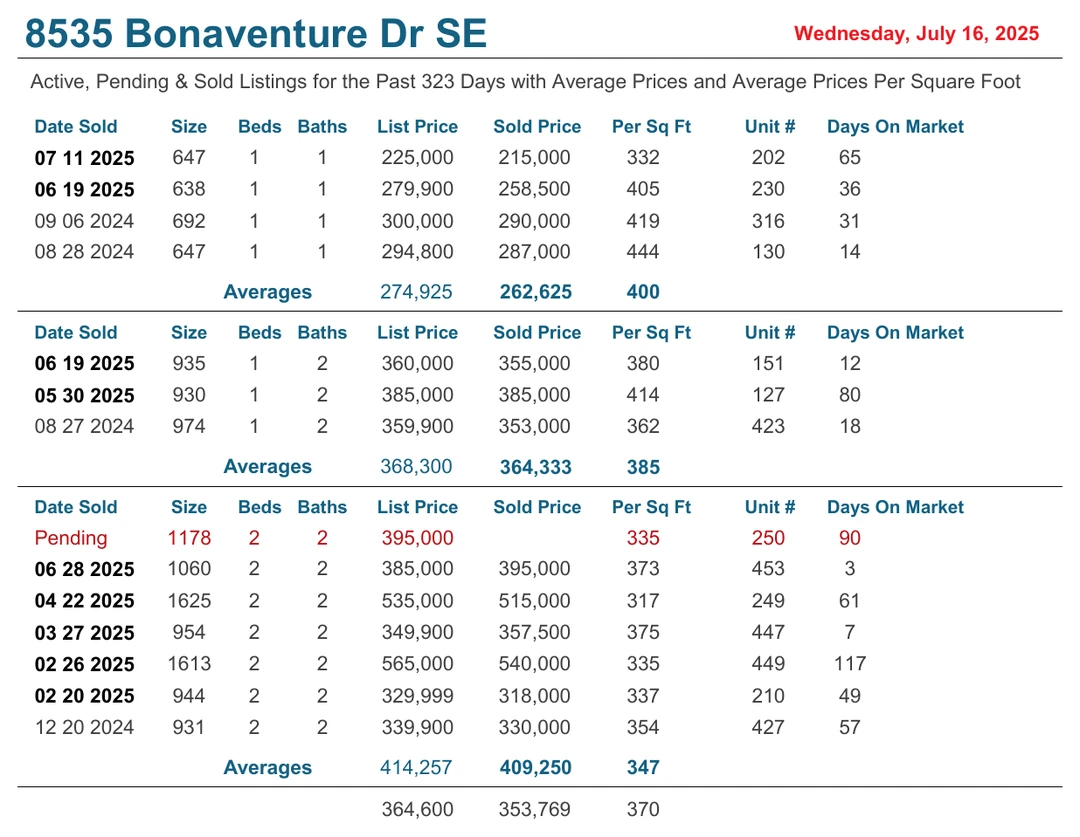 8535 Bonaventure Dr SE Wednesday, July 16, 2025
Active, Pending & Sold Listings for the Past 323 Days with Average Prices and Average Prices Per Square Foot
Date Sold Size Beds Baths List Price Sold Price Per Sq Ft Unit # Days On Market
07 11 2025 647 1 1 225,000 215,000 332 202 65
06 19 2025 638 1 1 279,900 258,500 405 230 36
09 06 2024 692 1 1 300,000 290,000 419 316 31
08 28 2024 647 1 1 294,800 287,000 444 130 14
Averages 274,925 262,625 400
Date Sold Size Beds Baths List Price Sold Price Per Sq Ft Unit # Days On Market
06 19 2025 935 1 2 360,000 355,000 380 151 12
05 30 2025 930 1 2 385,000 385,000 414 127 80
08 27 2024 974 1 2 359,900 353,000 362 423 18
Averages 368,300 364,333 385
Date Sold Size Beds Baths List Price Sold Price Per Sq Ft Unit # Days On Market
Pending 1178 2 2 395,000 335 250 90
06 28 2025 1060 2 2 385,000 395,000 373 453 3
04 22 2025 1625 2 2 535,000 515,000 317 249 61
03 27 2025 954 2 2 349,900 357,500 375 447 7
02 26 2025 1613 2 2 565,000 540,000 335 449 117
02 20 2025 944 2 2 329,999 318,000 337 210 49
12 20 2024 931 2 2 339,900 330,000 354 427 57
Averages 414,257 409,250 347
364,600 353,769 370